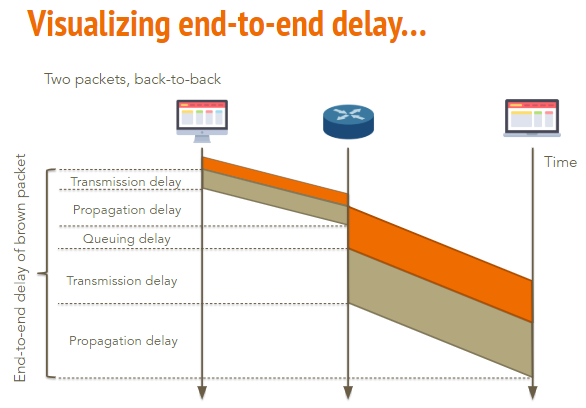 Visualizing end-to-end delay...
Two packets, back-to-back
Time
End-to-end delay of brown packet
Transmission delay
Propagation delay
Queuing delay
Transmission delay
Propagation delay